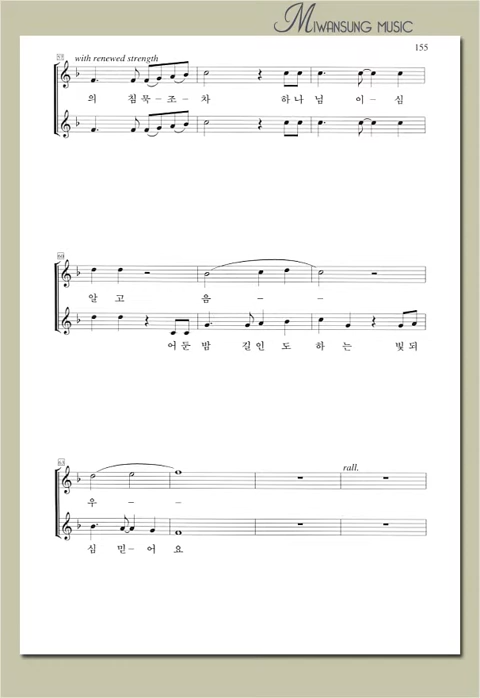 MIWANSUNG MUSIC
155
with renewed strength
의 침묵-조-차 하나님 이-심
알고 음 - -
어둔밤 길인도하는 빛되
우 - -
rall.
심 믿-어 요